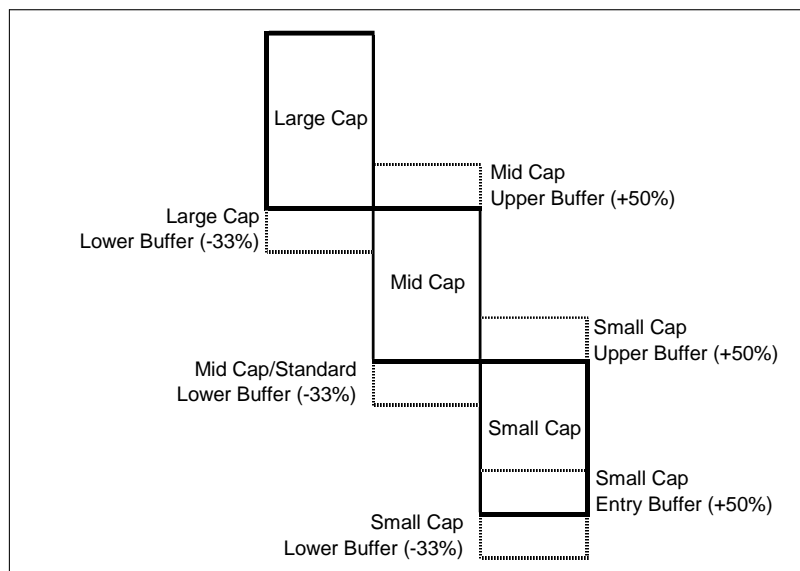 Large Cap
Mid Cap
Upper Buffer (+50%)
Large Cap
Lower Buffer (-33%)
Mid Cap
Small Cap
Upper Buffer (+50%)
Mid Cap/Standard
Lower Buffer (-33%)
Small Cap
Small Cap
Entry Buffer (+50%)
Small Cap
Lower Buffer (-33%)